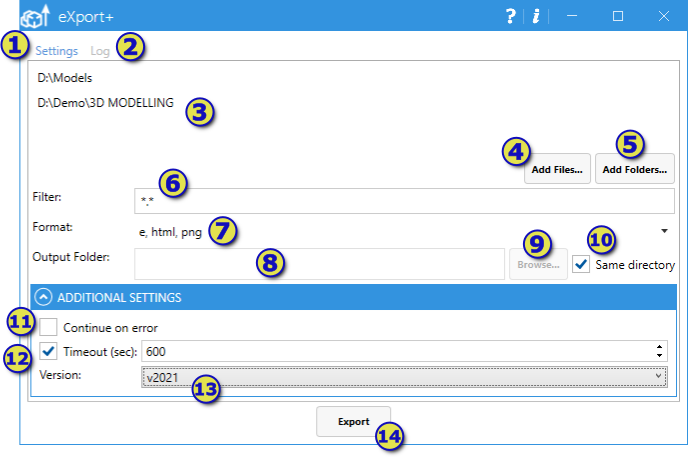 eXport+ ? i
1 Settings Log 2
D:\Models
D:\Demo\3D MODELLING 3
4 5
Add Files... Add Folders...
6
Filter: *.*
Format: e, html, png 7
9 10
Output Folder: 8 Browse... Same directory
ADDITIONAL SETTINGS
11 Continue on error
12 Timeout (sec): 600
Version: v2021
13
Export
14